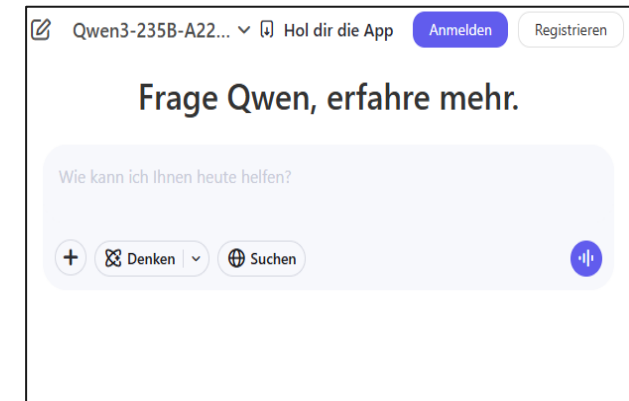 Qwen3-235B-A22... Hol dir die App Anmelden Registrieren
Frage Qwen, erfahre mehr.
Wie kann ich Ihnen heute helfen?
Denken Suchen